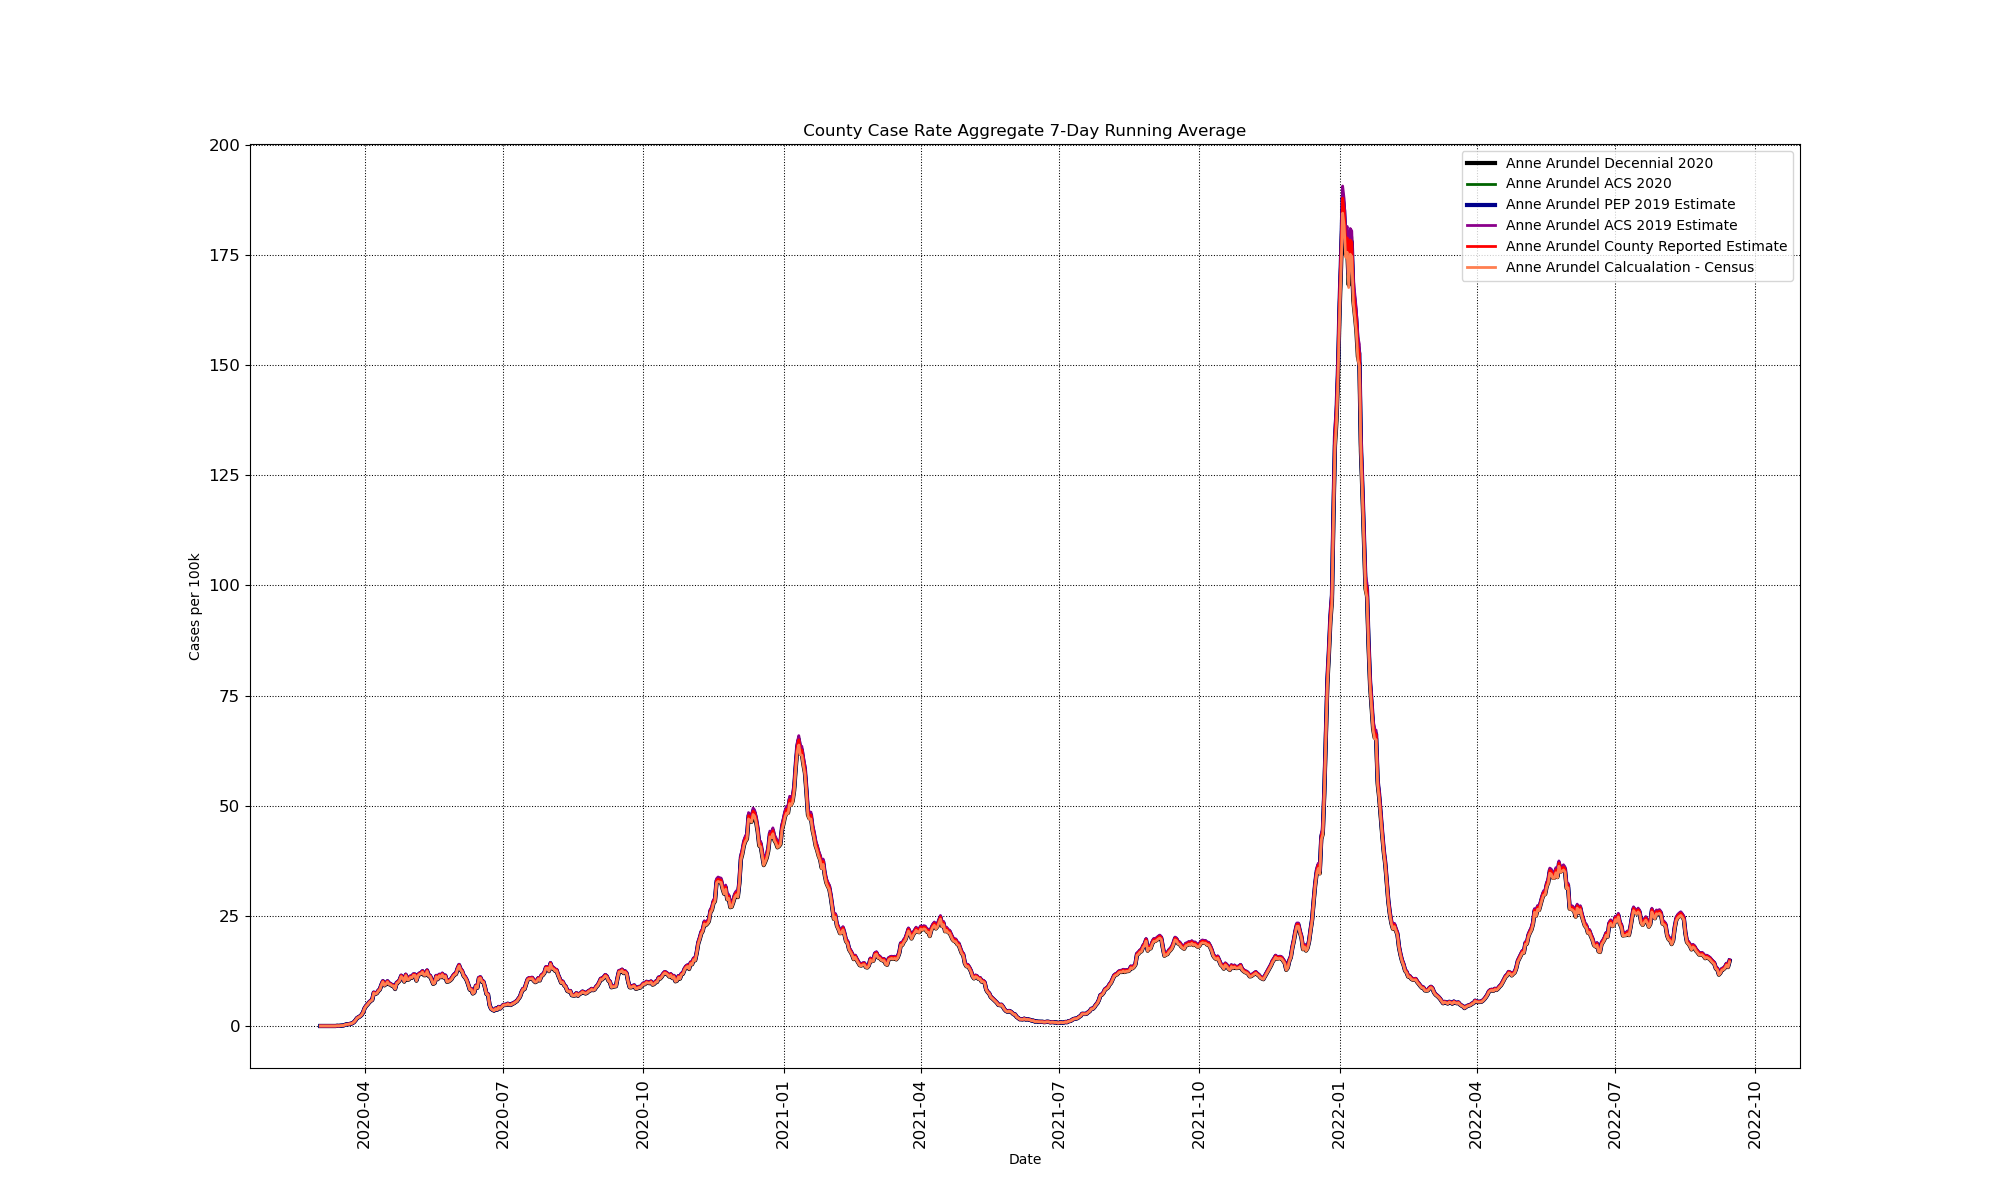 County Case Rate Aggregate 7-Day Running Average
200
175
150
125
100
75
50
25
0
Cases per 100k
Anne Arundel Decennial 2020
Anne Arundel ACS 2020
Anne Arundel PEP 2019 Estimate
Anne Arundel ACS 2019 Estimate
Anne Arundel County Reported Estimate
Anne Arundel Calcualation - Census
2020-04
2020-07
2020-10
2021-01
2021-04
2021-07
2021-10
2022-01
2022-04
2022-07
2022-10
Date